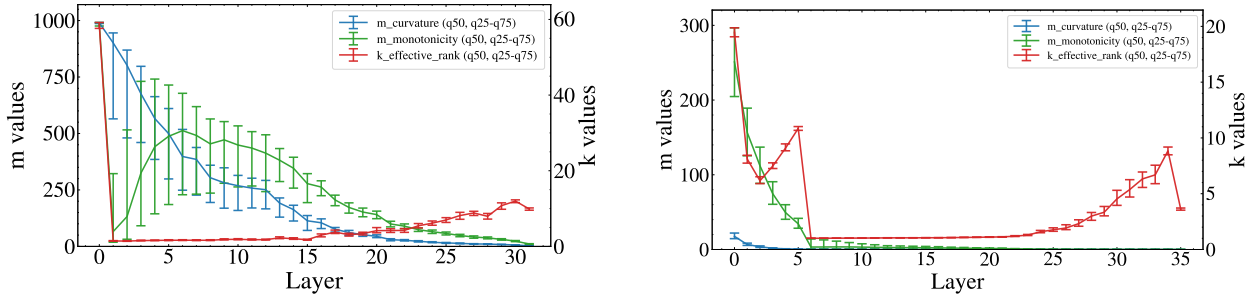 m_curvature (q50, q25-q75)
m_monotonicity (q50, q25-q75)
k_effective_rank (q50, q25-q75)
m values
k values
1000
750
500
250
0
60
40
20
0
0 5 10 15 20 25 30
Layer
m_curvature (q50, q25-q75)
m_monotonicity (q50, q25-q75)
k_effective_rank (q50, q25-q75)
m values
k values
300
200
100
0
20
15
10
5
0
0 5 10 15 20 25 30 35
Layer